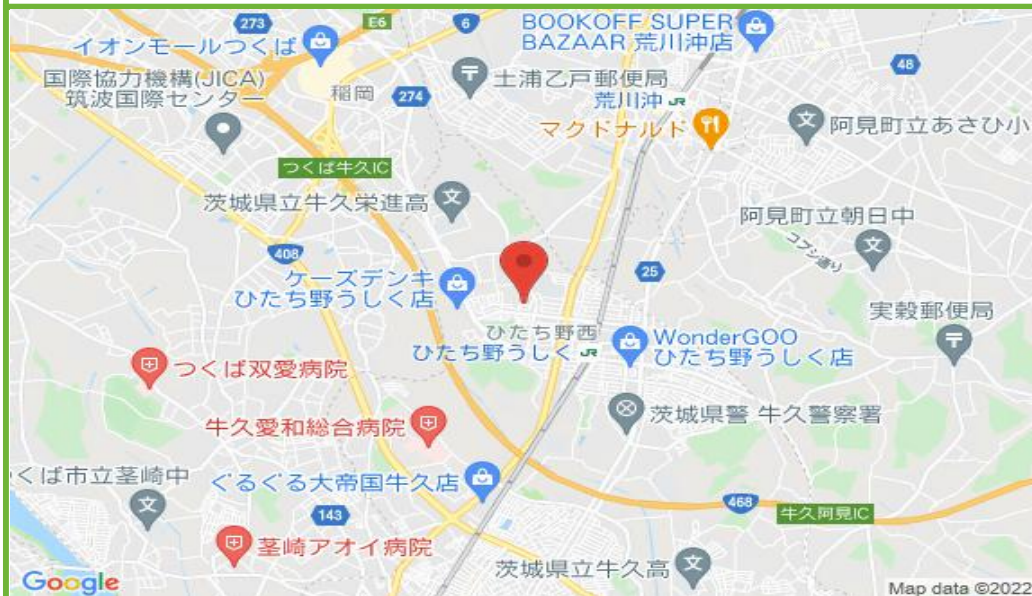 273
E6
6
BOOKOFF SUPER
BAZAAR 荒川沖店
イオンモールつくば
国際協力機構(JICA)
筑波国際センター
稲岡
274
土浦乙戸郵便局
48
荒川沖
JR
マクドナルド
阿見町立あさひ小
つくば牛久IC
茨城県立牛久栄進高
阿見町立朝日中
コブシ通り
408
ケーズデンキ
ひたち野うしく店
25
実穀郵便局
ひたち野西
ひたち野うしく
JR
WonderGOO
ひたち野うしく店
つくば双愛病院
茨城県警 牛久警察署
牛久愛和総合病院
くば市立茎崎中
ぐるぐる大帝国牛久店
468
牛久阿見IC
143
茎崎アオイ病院
茨城県立牛久高
Google
Map data ©2022